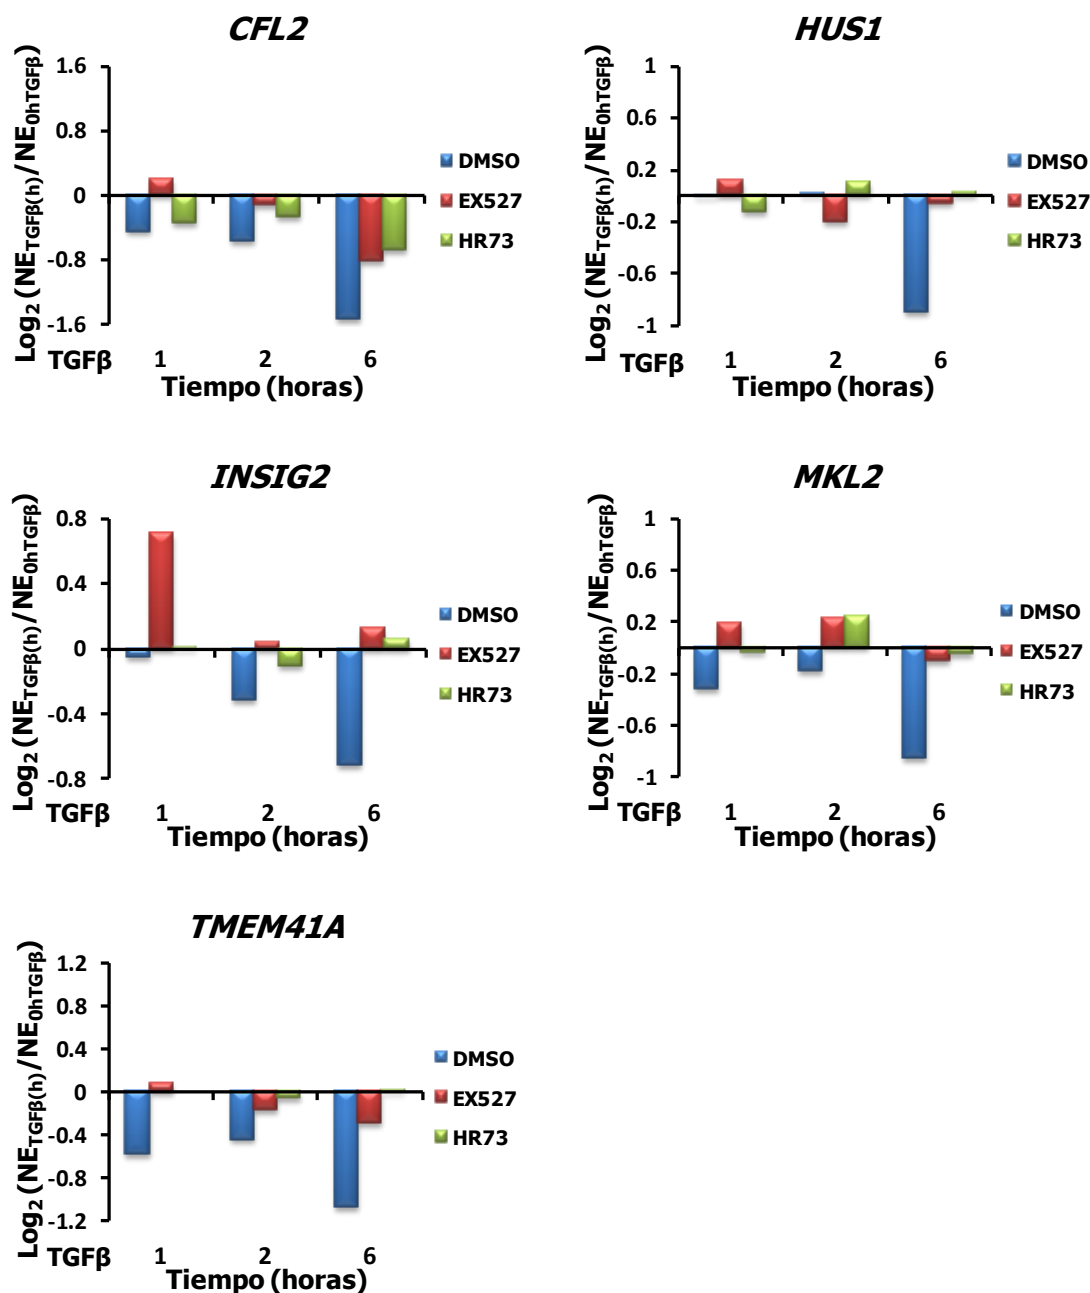 CFL2
Log2 (NETGFβ(h)/NE0hTGFβ)
1.6
0.8
0
-0.8
-1.6
DMSO
EX527
HR73
TGFβ 1 2 6
Tiempo (horas)
HUS1
Log2 (NETGFβ(h)/NE0hTGFβ)
1
0.6
0.2
-0.2
-0.6
-1
DMSO
EX527
HR73
TGFβ 1 2 6
Tiempo (horas)
INSIG2
Log2 (NETGFβ(h)/NE0hTGFβ)
0.8
0.4
0
-0.4
-0.8
DMSO
EX527
HR73
TGFβ 1 2 6
Tiempo (horas)
MKL2
Log2 (NETGFβ(h)/NE0hTGFβ)
1
0.6
0.2
-0.2
-0.6
-1
DMSO
EX527
HR73
TGFβ 1 2 6
Tiempo (horas)
TMEM41A
Log2 (NETGFβ(h)/NE0hTGFβ)
1.2
0.8
0.4
0
-0.4
-0.8
-1.2
DMSO
EX527
HR73
TGFβ 1 2 6
Tiempo (horas)